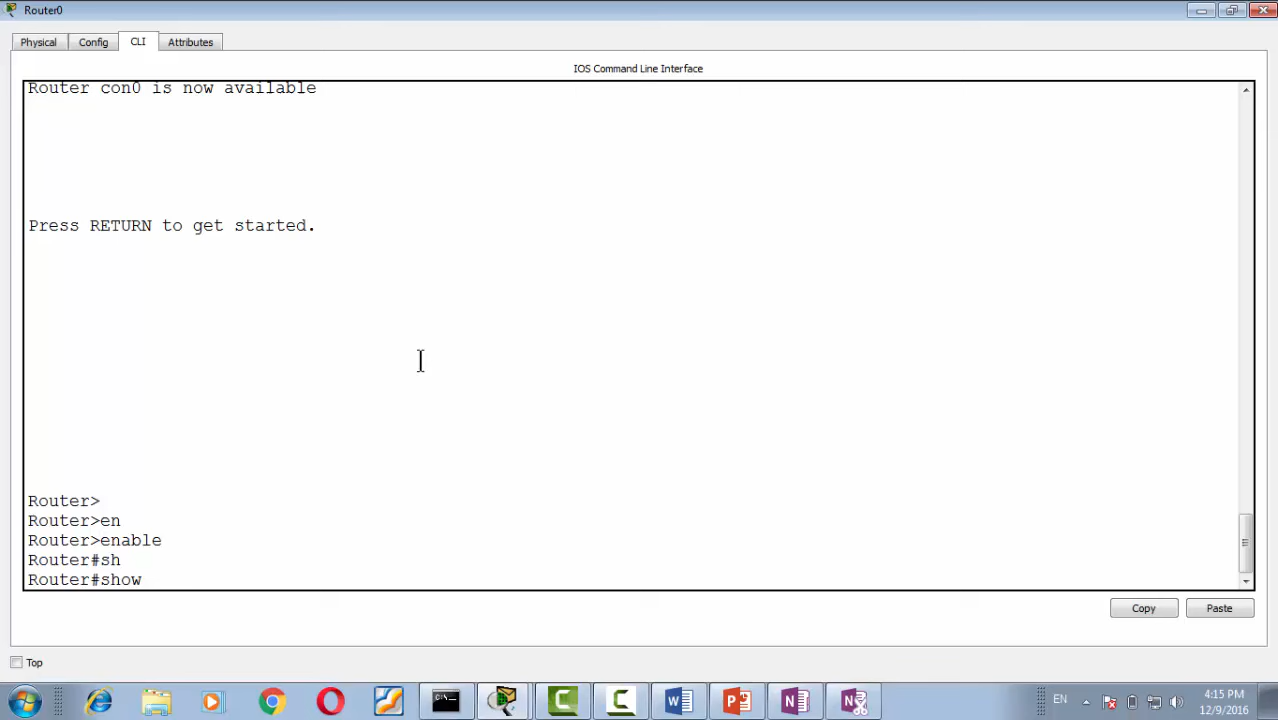 Router0
Physical Config CLI Attributes
IOS Command Line Interface
Router con0 is now available
Press RETURN to get started.
Router>
Router>en
Router>enable
Router#sh
Router#show
Copy Paste
Top
EN
4:15 PM
12/9/2016